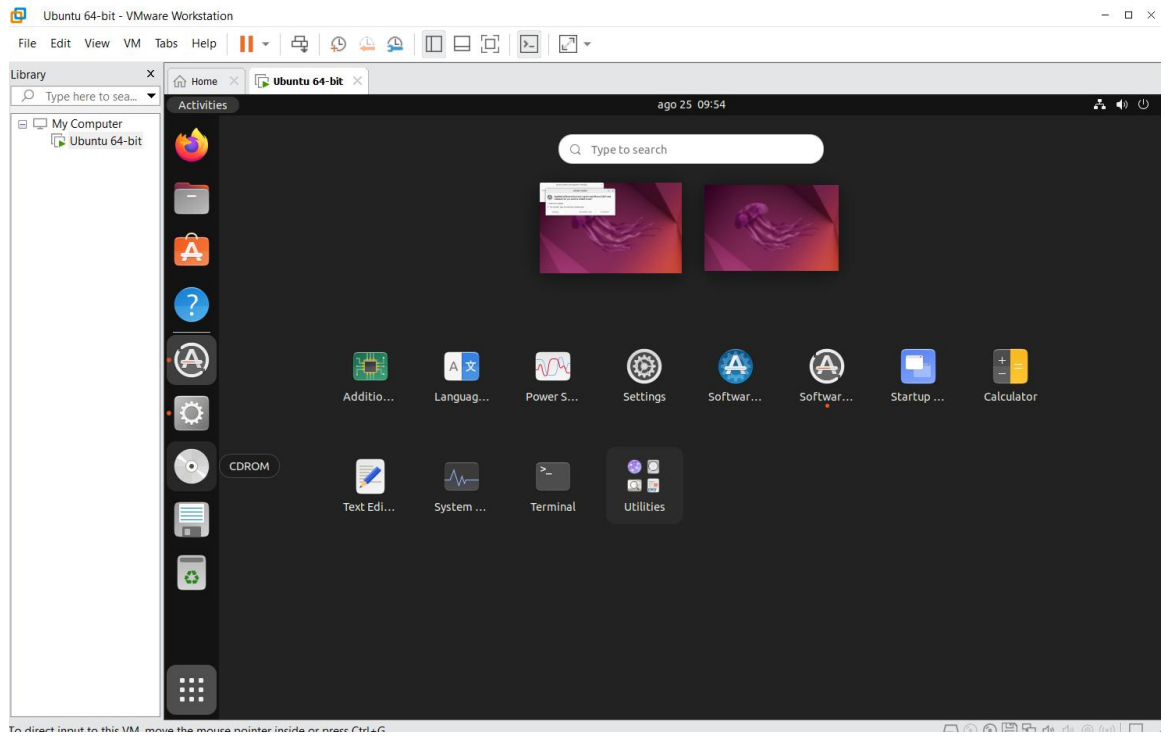 Ubuntu 64-bit - VMware Workstation
File Edit View VM Tabs Help
Library X
Home
Ubuntu 64-bit
Type here to sea...
Activities
ago 25 09:54
My Computer
Ubuntu 64-bit
Type to search
Additio...
Languag...
Power S...
Settings
Softwar...
Softwar...
Startup ...
Calculator
CDROM
Text Edi...
System ...
Terminal
Utilities
To direct input to this VM, move the mouse pointer inside or press Ctrl+G.